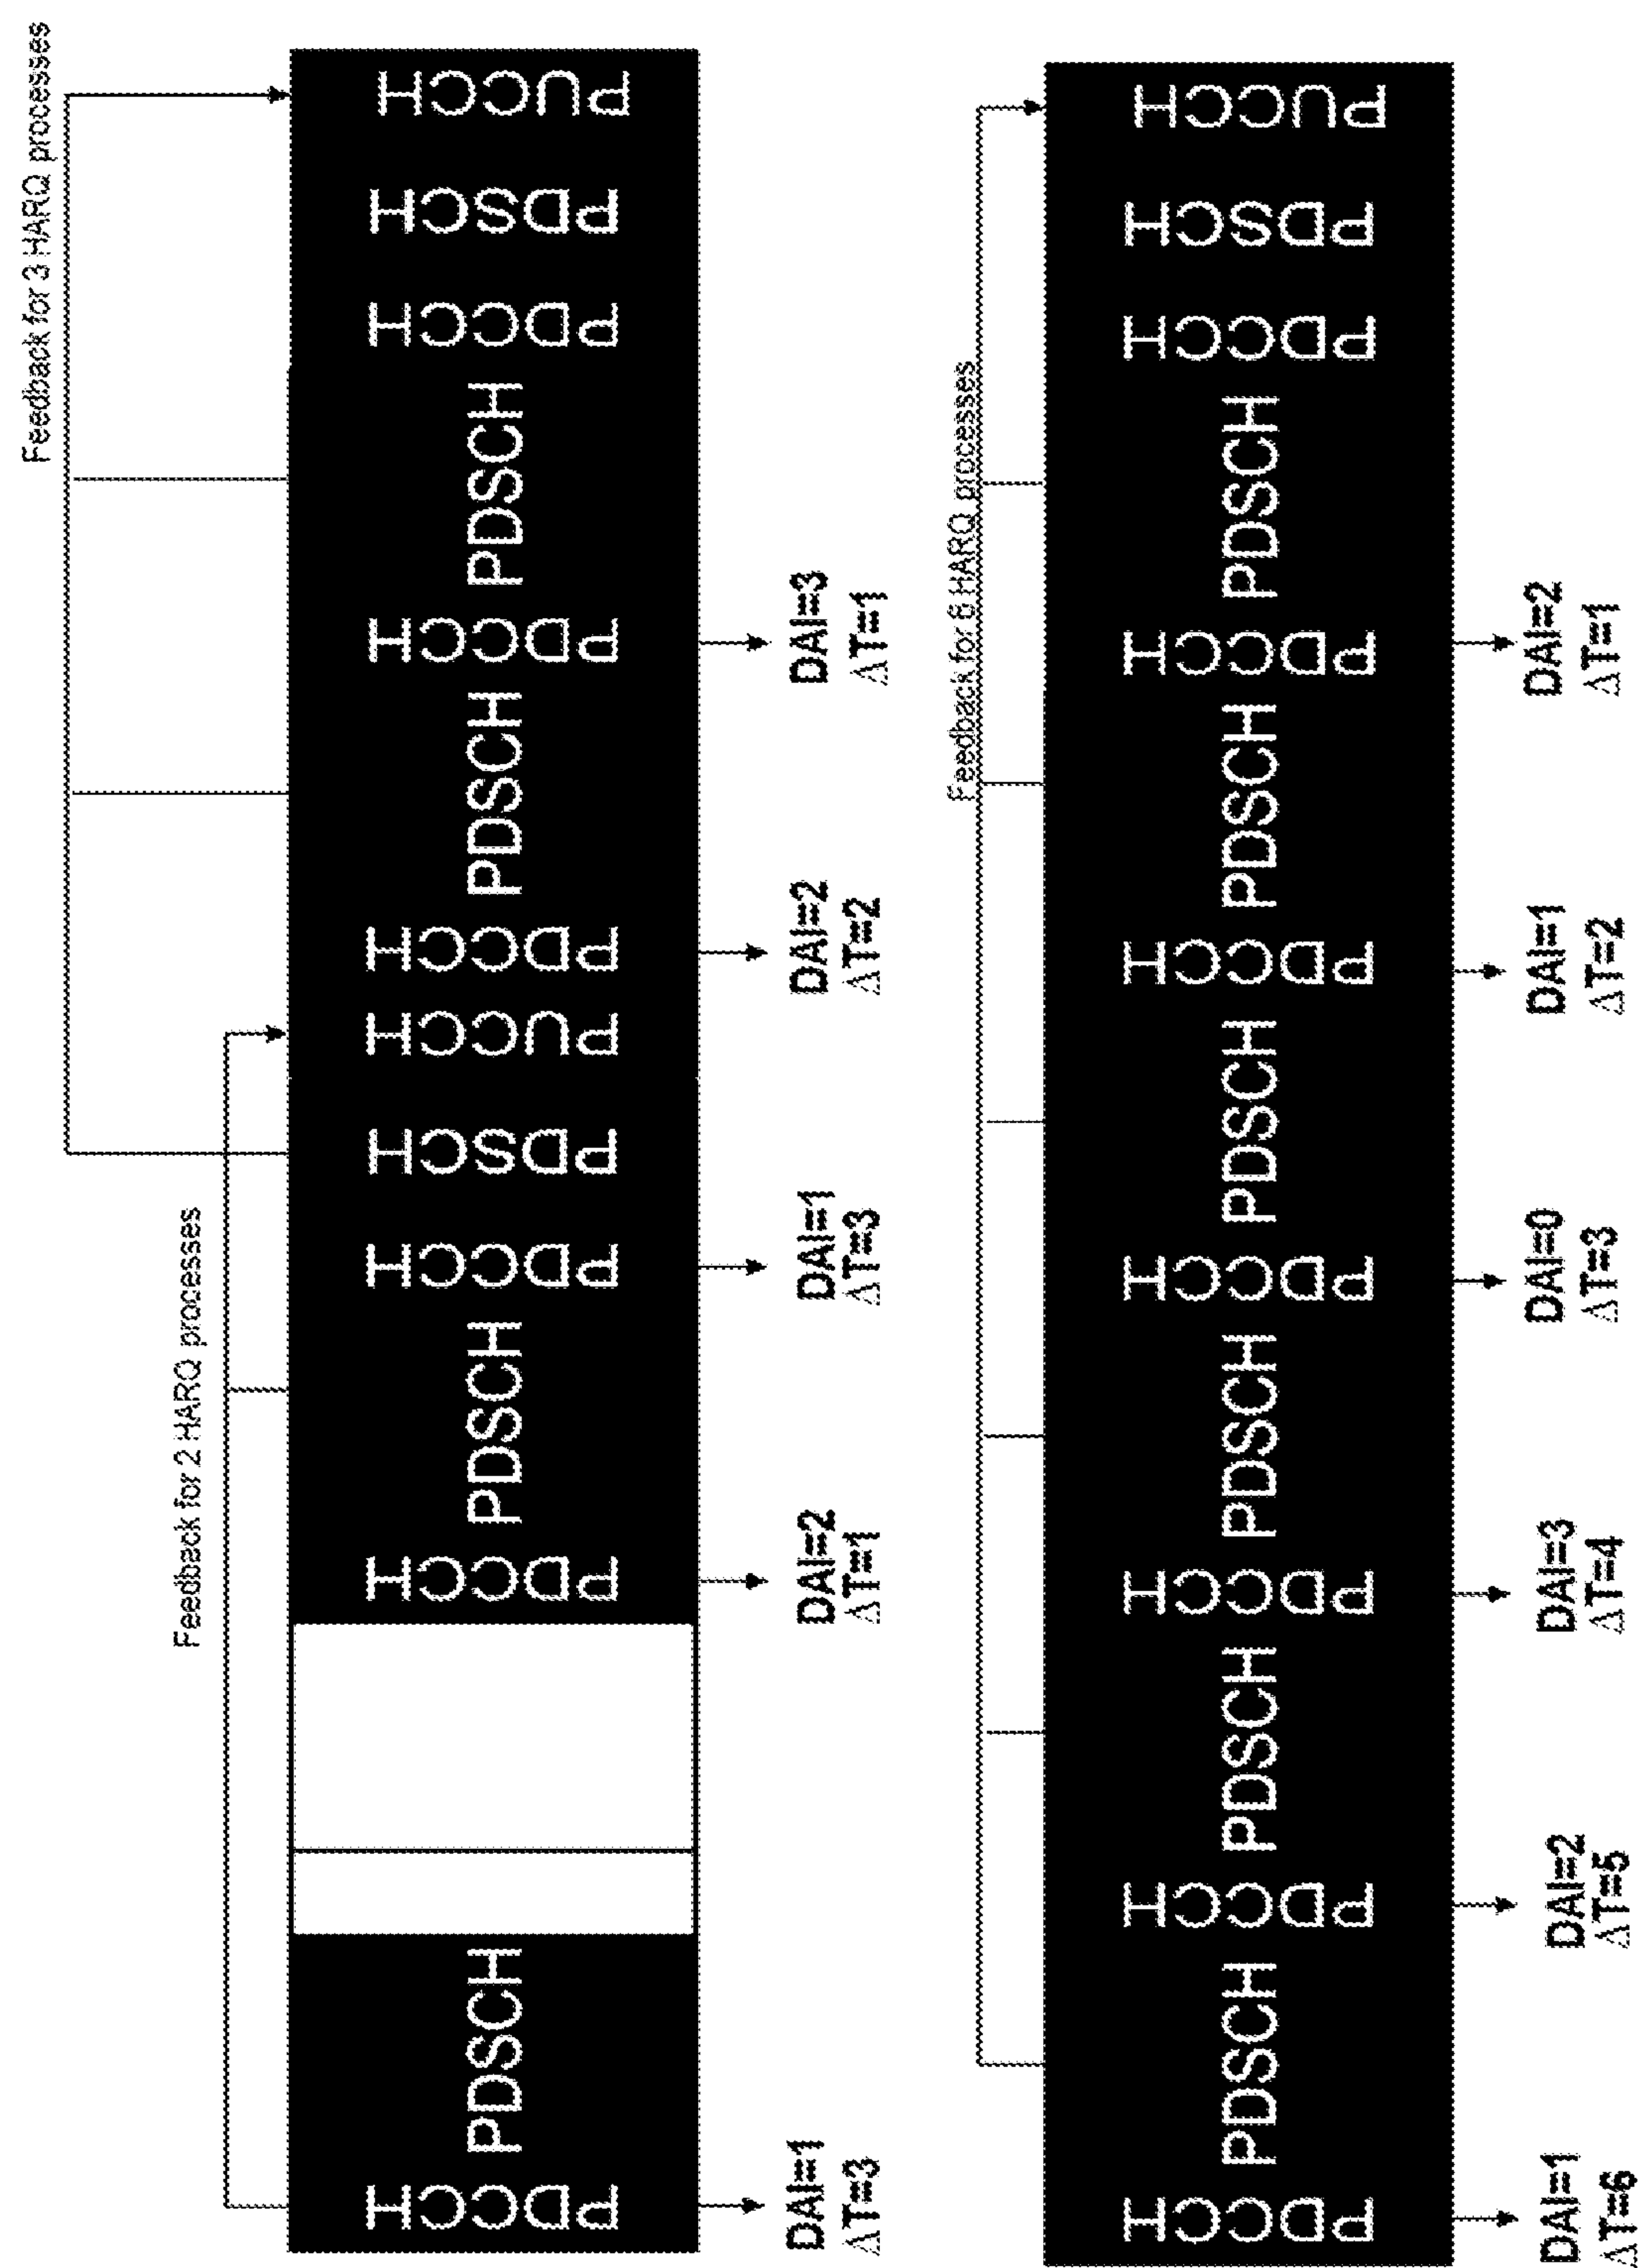 Feedback for 3 HARQ processes
Feedback for 2 HARQ processes
PDCCH PDSCH PDCCH PDSCH PDCCH PDSCH PUCCH PDCCH PDSCH PDCCH PDSCH PDCCH PDSCH PUCCH
DAI=1 DAI=2 DAI=1 DAI=2 DAI=3
ΔT=3 ΔT=1 ΔT=3 ΔT=2 ΔT=1
Feedback for 6 HARQ processes
PDCCH PDSCH PDCCH PDSCH PDCCH PDSCH PDCCH PDSCH PDCCH PDSCH PDCCH PDSCH PDCCH PDSCH PUCCH
DAI=1 DAI=2 DAI=3 DAI=0 DAI=1 DAI=2
ΔT=6 ΔT=5 ΔT=4 ΔT=3 ΔT=2 ΔT=1